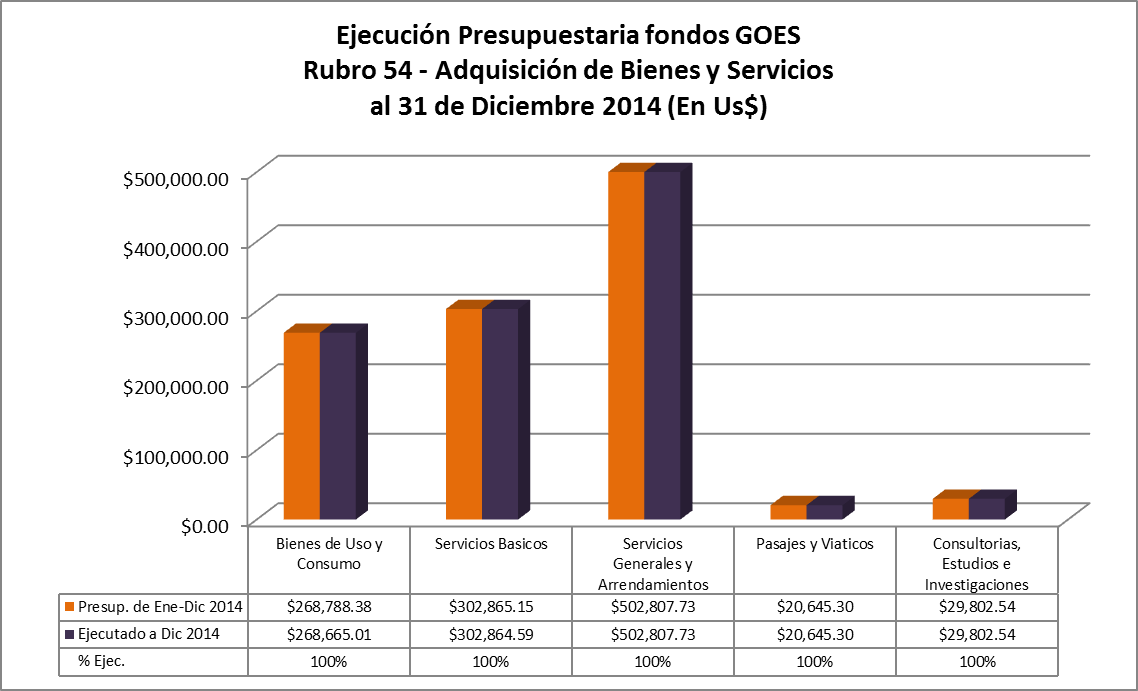 Ejecución Presupuestaria fondos GOES
Rubro 54 - Adquisición de Bienes y Servicios
al 31 de Diciembre 2014 (En Us$)
$500,000.00
$400,000.00
$300,000.00
$200,000.00
$100,000.00
$0.00
Bienes de Uso y
Consumo
Servicios Basicos
Servicios
Generales y
Arrendamientos
Pasajes y Viaticos
Consultorias,
Estudios e
Investigaciones
Presup. de Ene-Dic 2014 $268,788.38 $302,865.15 $502,807.73 $20,645.30 $29,802.54
Ejecutado a Dic 2014 $268,665.01 $302,864.59 $502,807.73 $20,645.30 $29,802.54
% Ejec. 100% 100% 100% 100% 100%